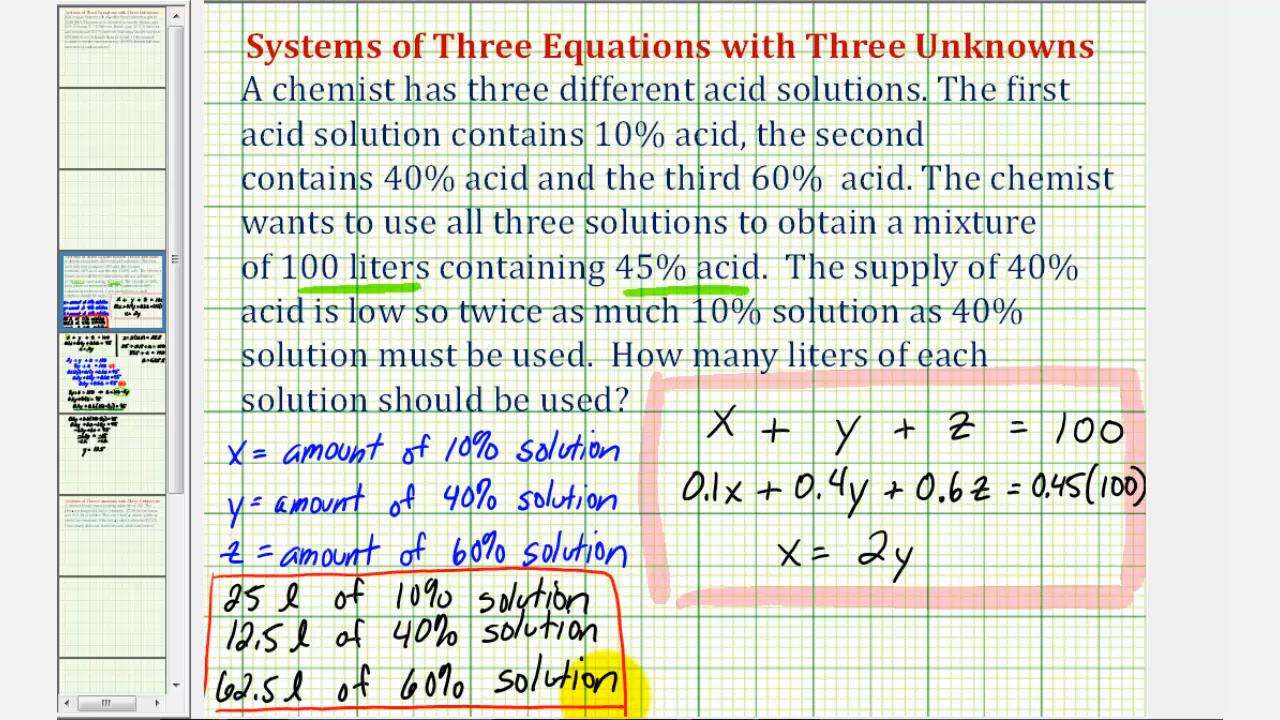 Systems of Three Equations with Three Unknowns
A chemist has three different acid solutions. The first
acid solution contains 10% acid, the second
contains 40% acid and the third 60% acid. The chemist
wants to use all three solutions to obtain a mixture
of 100 liters containing 45% acid. The supply of 40%
acid is low so twice as much 10% solution as 40%
solution must be used. How many liters of each
solution should be used?
x = amount of 10% solution
y = amount of 40% solution
z = amount of 60% solution
25 l of 10% solution
12.5 l of 40% solution
62.5 l of 60% solution
x + y + z = 100
0.1x + 0.4y + 0.6z = 0.45(100)
x = 2y